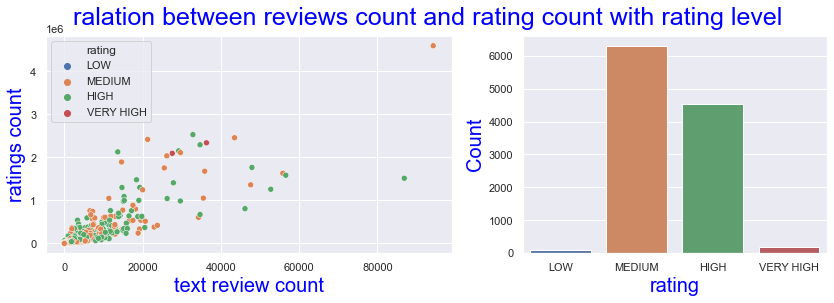 ralation between reviews count and rating count with rating level
1e6
rating
LOW
MEDIUM
HIGH
VERY HIGH
4
3
2
1
0
ratings count
0 20000 40000 60000 80000
text review count
6000
5000
4000
3000
2000
1000
0
Count
LOW MEDIUM HIGH VERY HIGH
rating